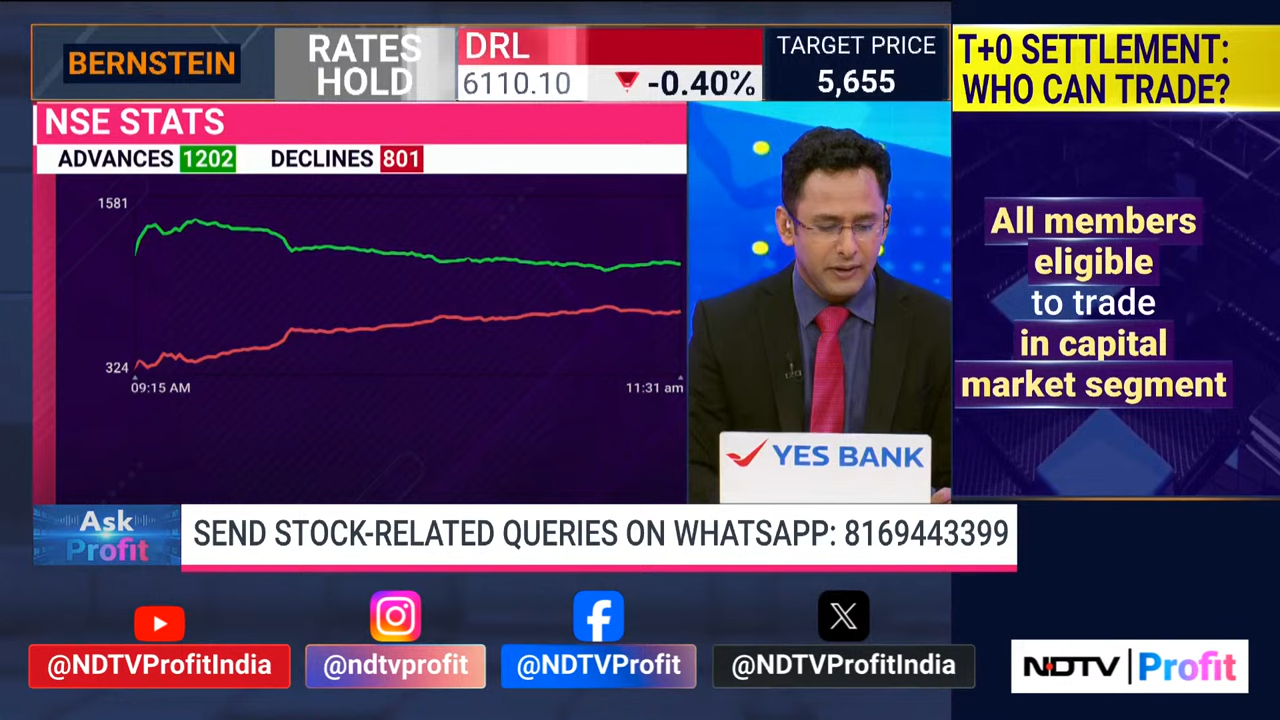 BERNSTEIN
RATES
HOLD
DRL
6110.10
-0.40%
TARGET PRICE
5,655
T+0 SETTLEMENT:
WHO CAN TRADE?
NSE STATS
ADVANCES 1202 DECLINES 801
1581
324
09:15 AM
11:31 am
All members
eligible
to trade
in capital
market segment
YES BANK
Ask
Profit
SEND STOCK-RELATED QUERIES ON WHATSAPP: 8169443399
@NDTVProfitIndia
@ndtvprofit
@NDTVProfit
@NDTVProfitIndia
NDTV Profit